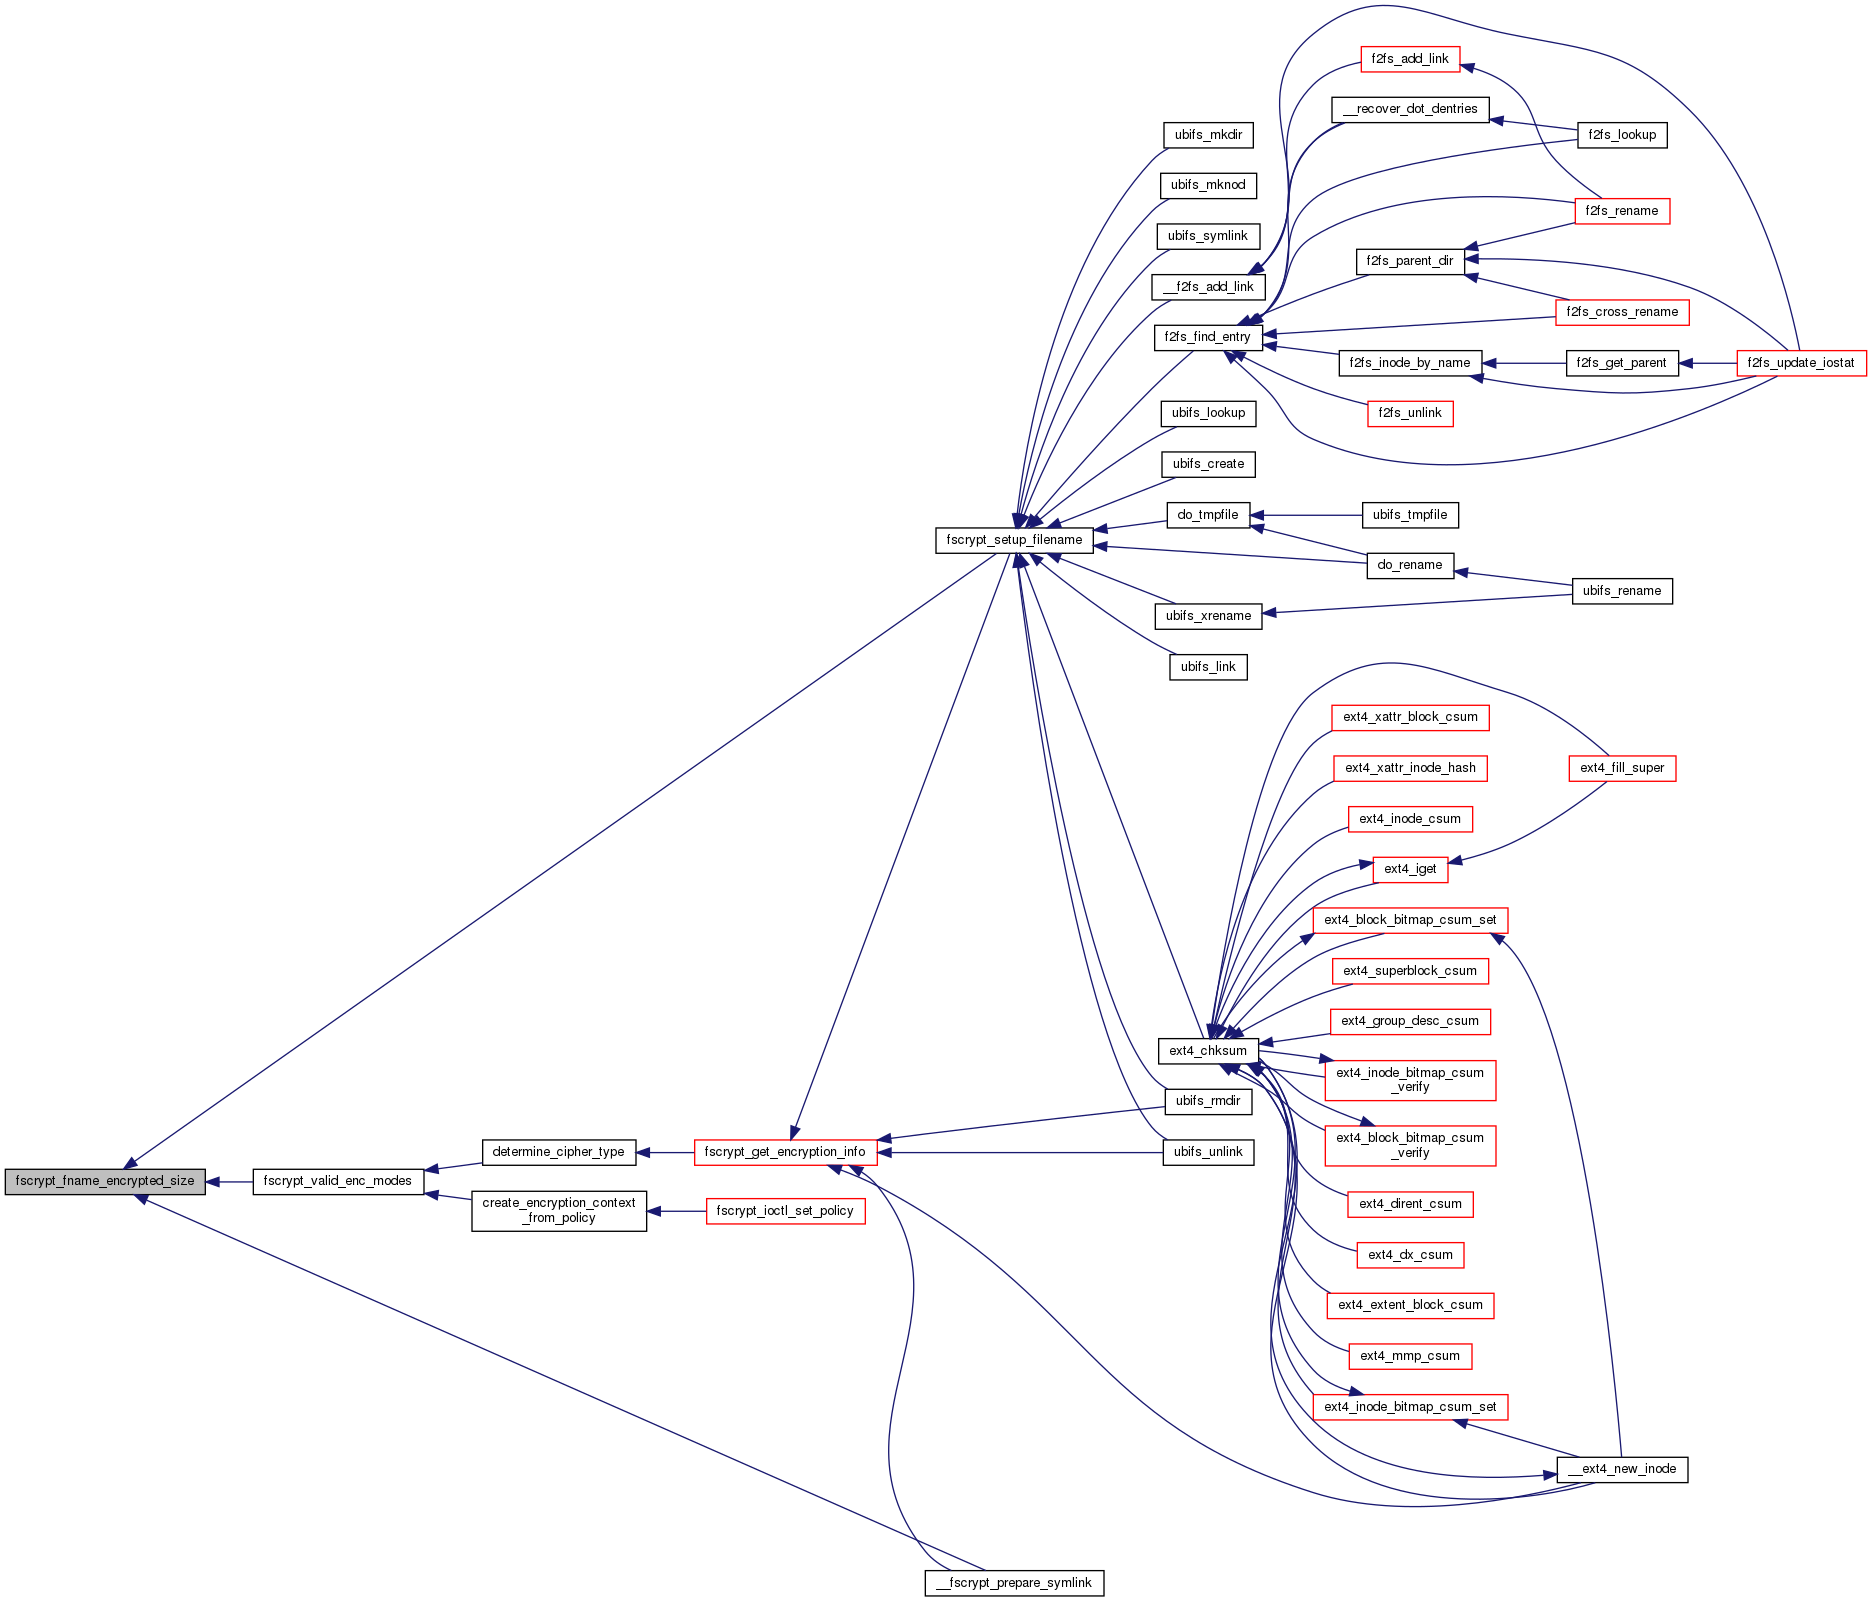 f2fs_add_link
__recover_dot_dentries
ubifs_mkdir
f2fs_lookup
ubifs_mknod
f2fs_rename
ubifs_symlink
f2fs_parent_dir
__f2fs_add_link
f2fs_cross_rename
f2fs_find_entry
f2fs_inode_by_name
f2fs_get_parent
f2fs_update_iostat
ubifs_lookup
f2fs_unlink
ubifs_create
do_tmpfile
ubifs_tmpfile
fscrypt_setup_filename
do_rename
ubifs_rename
ubifs_xrename
ubifs_link
ext4_xattr_block_csum
ext4_xattr_inode_hash
ext4_fill_super
ext4_inode_csum
ext4_iget
ext4_block_bitmap_csum_set
ext4_superblock_csum
ext4_group_desc_csum
ext4_chksum
ext4_inode_bitmap_csum
_verify
ubifs_rmdir
ext4_block_bitmap_csum
_verify
determine_cipher_type
fscrypt_get_encryption_info
ubifs_unlink
fscrypt_fname_encrypted_size
fscrypt_valid_enc_modes
create_encryption_context
_from_policy
fscrypt_ioctl_set_policy
ext4_dirent_csum
ext4_dx_csum
ext4_extent_block_csum
ext4_mmp_csum
ext4_inode_bitmap_csum_set
__ext4_new_inode
__fscrypt_prepare_symlink